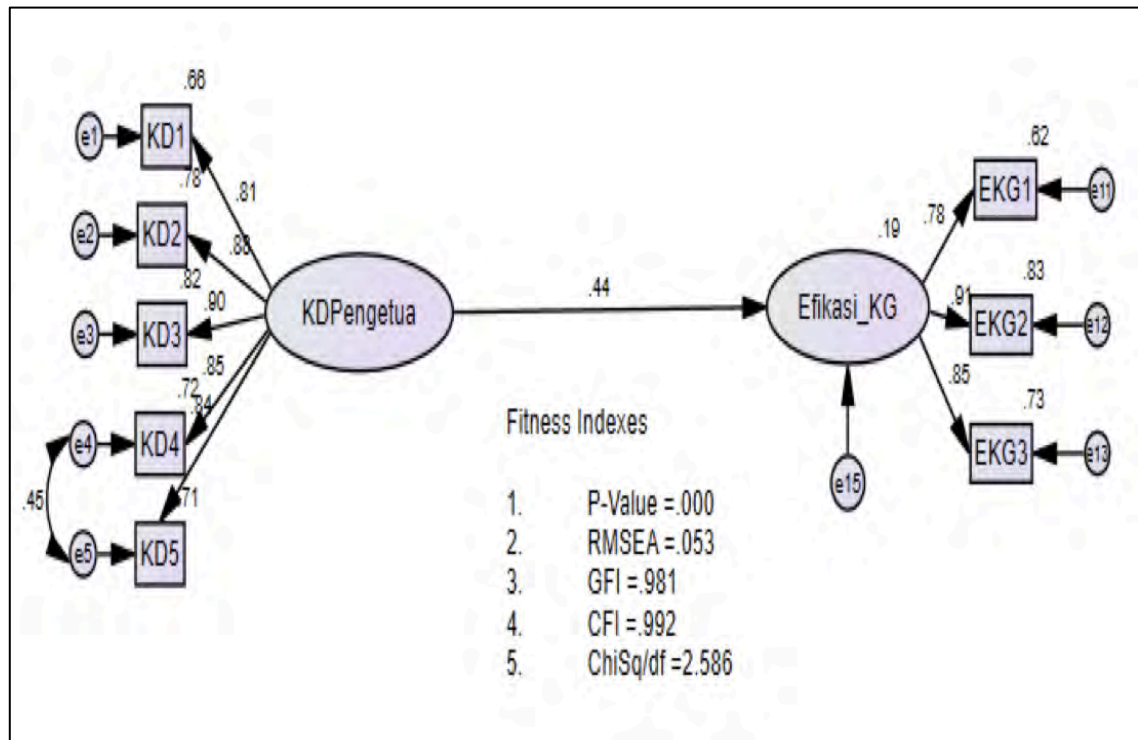 .66
e1
KD1
.81
.78
e2
KD2
.88
.82
e3
KD3
.90
KDPengetua
.44
.85
.72
.84
e4
KD4
.45
.71
e5
KD5
.62
EKG1
e11
.78
.19
Efikasi_KG
.83
.91
EKG2
e12
.85
.73
EKG3
e13
e15
Fitness Indexes
1. P-Value =.000
2. RMSEA =.053
3. GFI =.981
4. CFI =.992
5. ChiSq/df =2.586